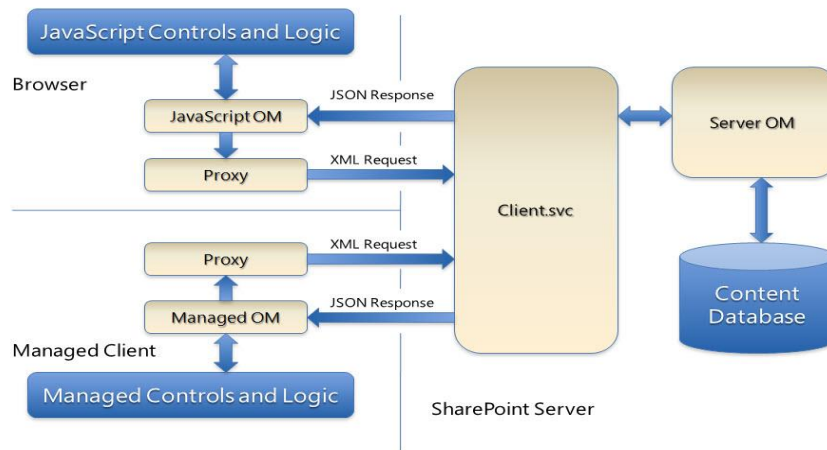 JavaScript Controls and Logic
Browser
JavaScript OM
Proxy
JSON Response
XML Request
Client.svc
Server OM
Content
Database
XML Request
Proxy
JSON Response
Managed OM
Managed Client
Managed Controls and Logic
SharePoint Server